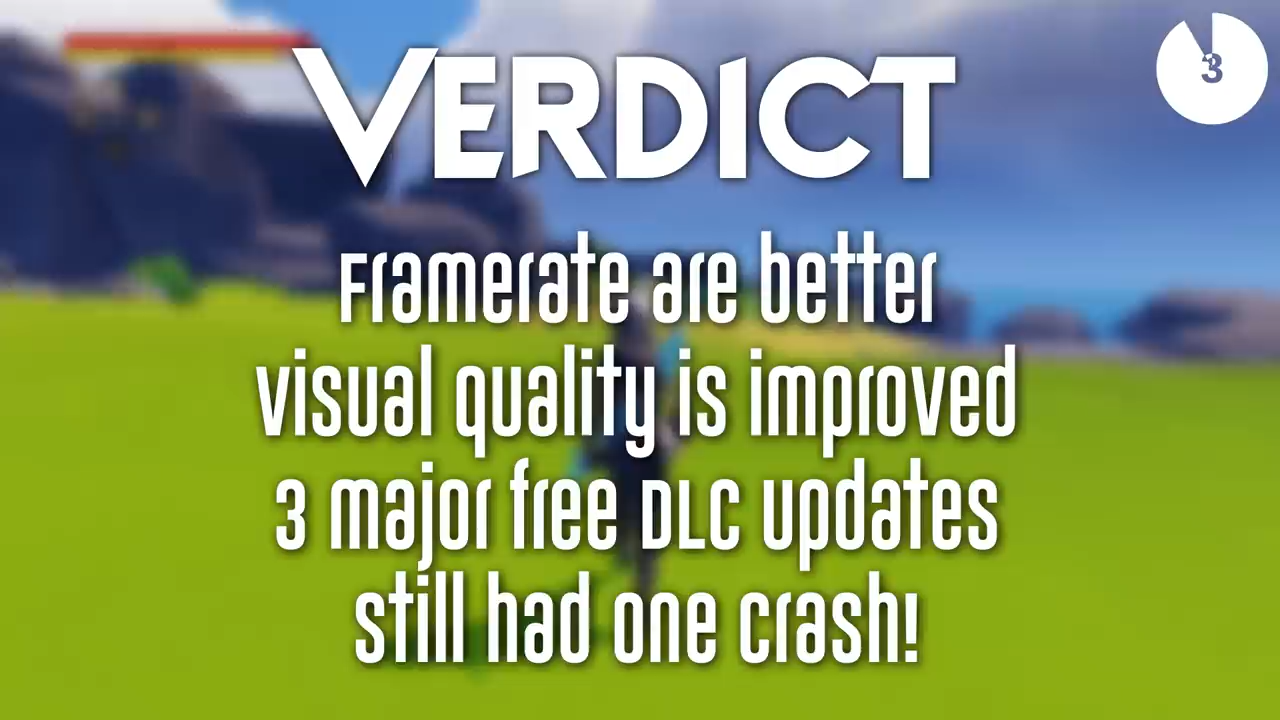 VERDICT
3
Framerate are better
visual quality is improved
3 major free DLC updates
still had one crash!